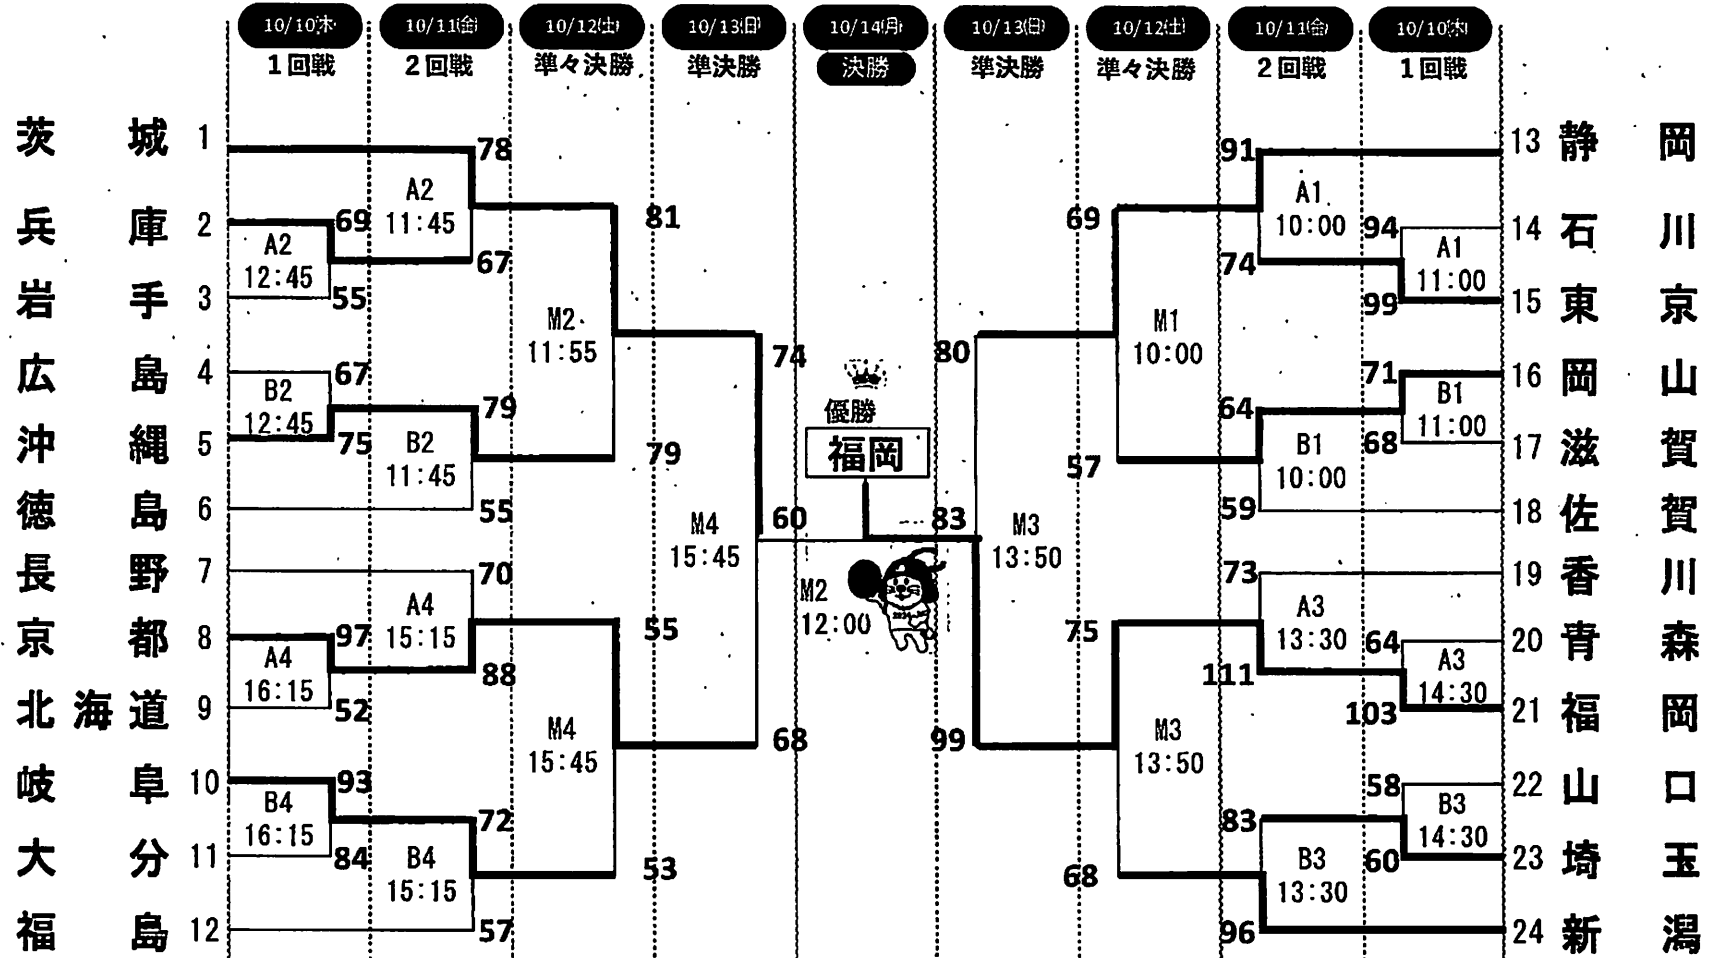 10/10(木) 10/11(金) 10/12(土) 10/13(日) 10/14(月) 10/13(日) 10/12(土) 10/11(金) 10/10(木)
1回戦 2回戦 準々決勝 準決勝 決勝 準決勝 準々決勝 2回戦 1回戦
茨城 1 78 91 13 静岡
A2 11:45
A1 10:00
兵庫 2 69 81 69 94 14 石川
A2 12:45
A1 11:00
67 74
岩手 3 55 99 15 東京
M2 11:55
M1 10:00
74 80
広島 4 67 71 16 岡山
B2 12:45
B1 11:00
79 64
優勝
福岡
沖縄 5 75 79 57 68 17 滋賀
B2 11:45
B1 10:00
徳島 6 55 60 83 59 18 佐賀
M4 15:45
M3 13:50
長野 7 70 73 19 香川
A4 15:15
A3 13:30
M2 12:00
京都 8 97 55 75 64 20 青森
A4 16:15
A3 14:30
88 111
北海道 9 52 103 21 福岡
M4 15:45
M3 13:50
68 99
岐阜 10 93 58 22 山口
B4 16:15
B3 14:30
72 83
大分 11 84 53 68 60 23 埼玉
B4 15:15
B3 13:30
福島 12 57 96 24 新潟